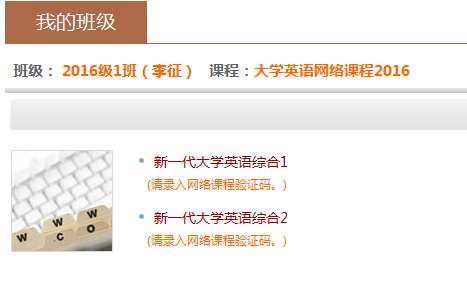 我的班级
班级： 2016级1班（李征） 课程：大学英语网络课程2016
新一代大学英语综合1
(请录入网络课程验证码。)
新一代大学英语综合2
(请录入网络课程验证码。)
W W W
W .C O